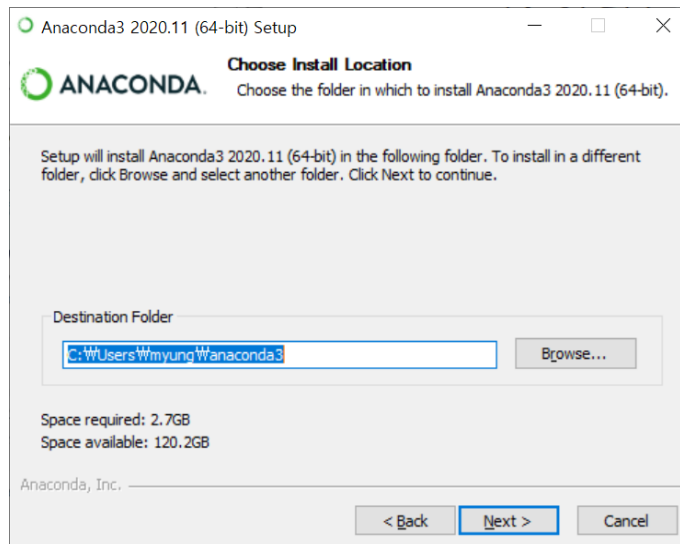 Anaconda3 2020.11 (64-bit) Setup
ANACONDA.
Choose Install Location
Choose the folder in which to install Anaconda3 2020.11 (64-bit).
Setup will install Anaconda3 2020.11 (64-bit) in the following folder. To install in a different
folder, click Browse and select another folder. Click Next to continue.
Destination Folder
C:₩Users₩myung₩anaconda3
Browse...
Space required: 2.7GB
Space available: 120.2GB
Anaconda, Inc.
< Back
Next >
Cancel